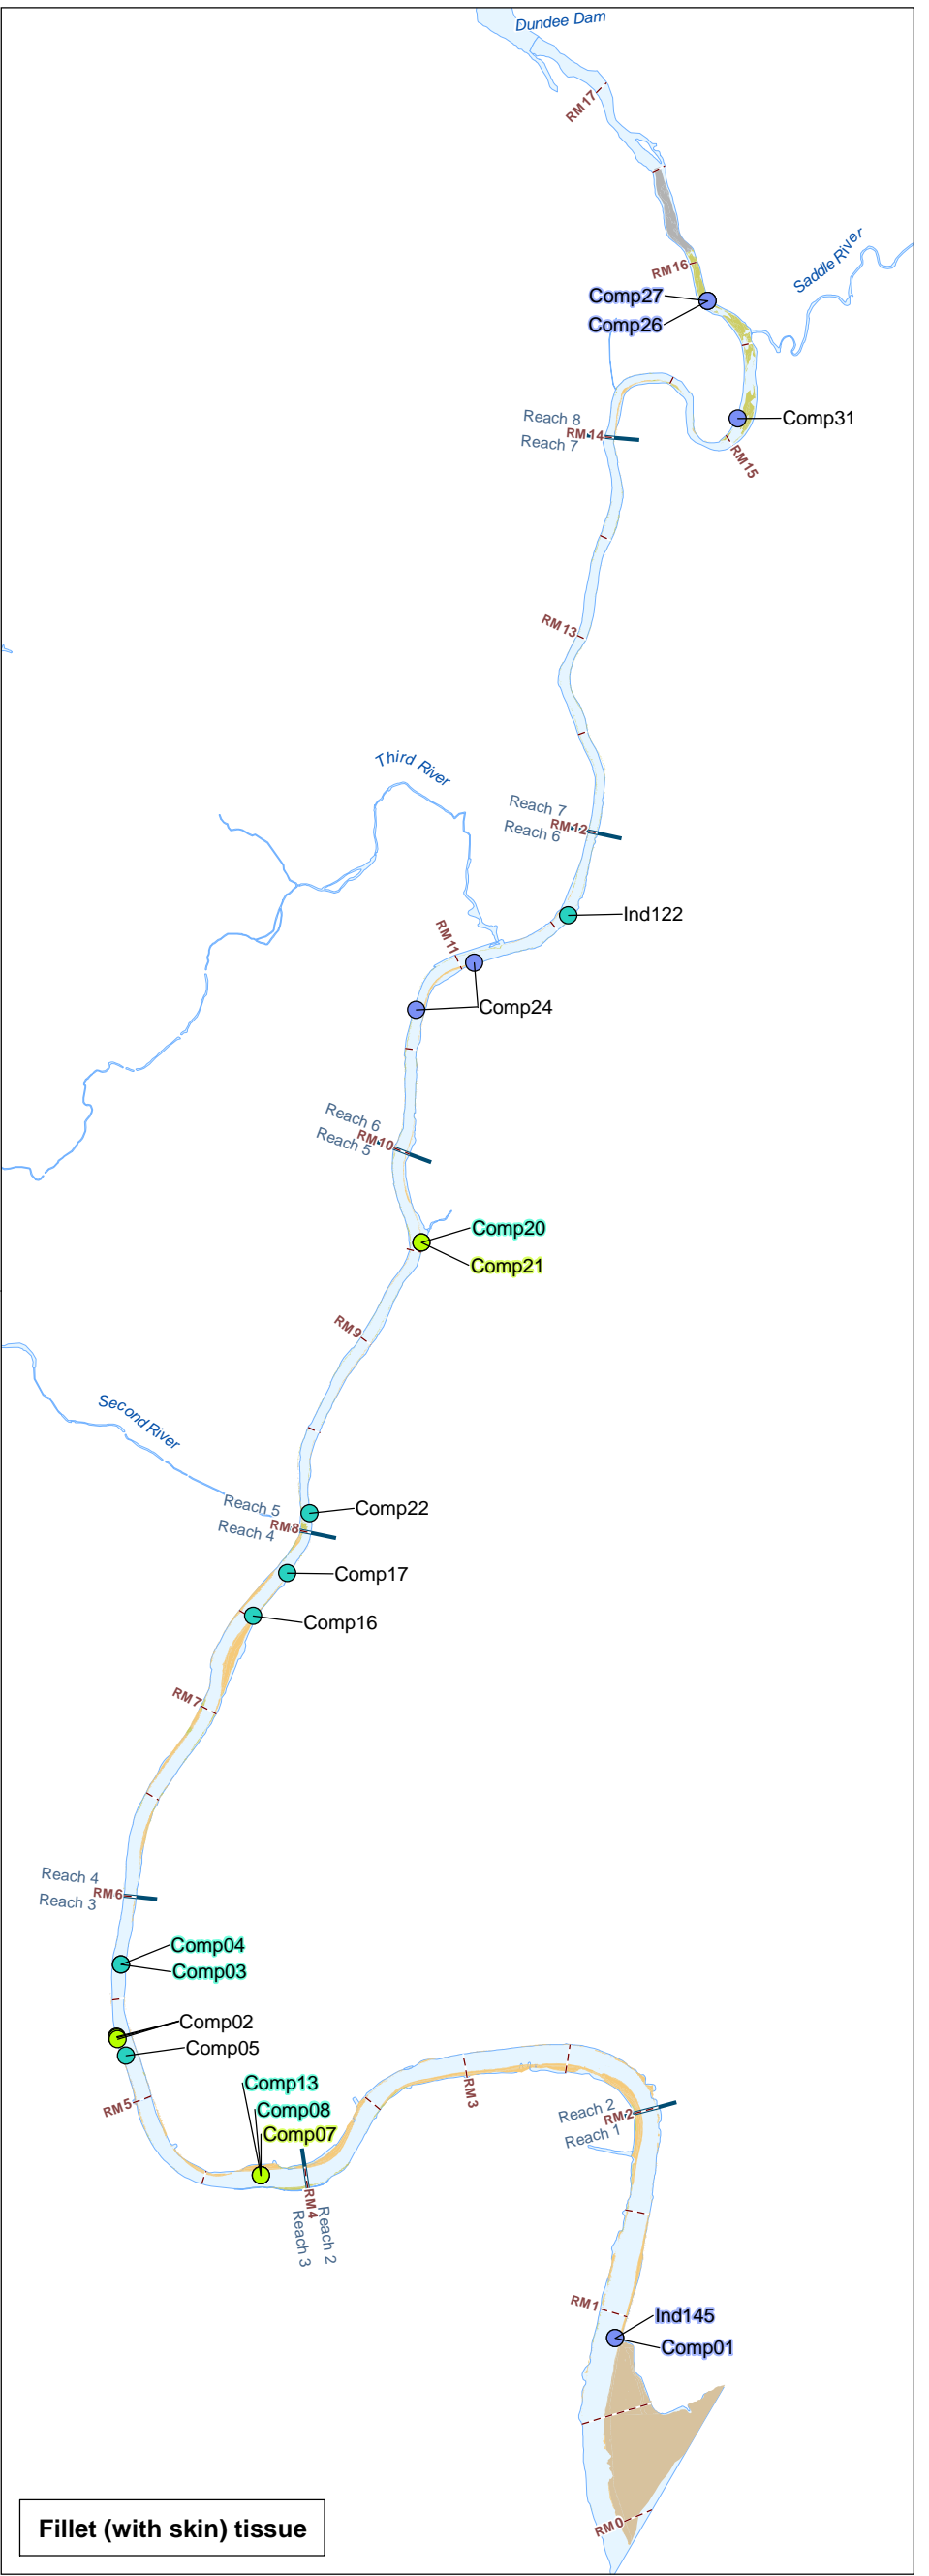 Dundee Dam
RM17
Saddle River
RM16
Comp27
Comp26
Comp31
Reach 8
RM14
Reach 7
RM15
RM13
Third River
Reach 7
RM12
Reach 6
Ind122
RM11
Comp24
Reach 6
RM10
Reach 5
Comp20
Comp21
RM9
Second River
Reach 5
Comp22
RM8
Reach 4
Comp17
Comp16
RM7
Reach 4
RM6
Reach 3
Comp04
Comp03
Comp02
Comp05
Comp13
RM3
RM5
Comp08
Reach 2
RM2
Comp07
Reach 1
RM4
Reach 2
Reach 3
RM1
Ind145
Comp01
RM0
Fillet (with skin) tissue